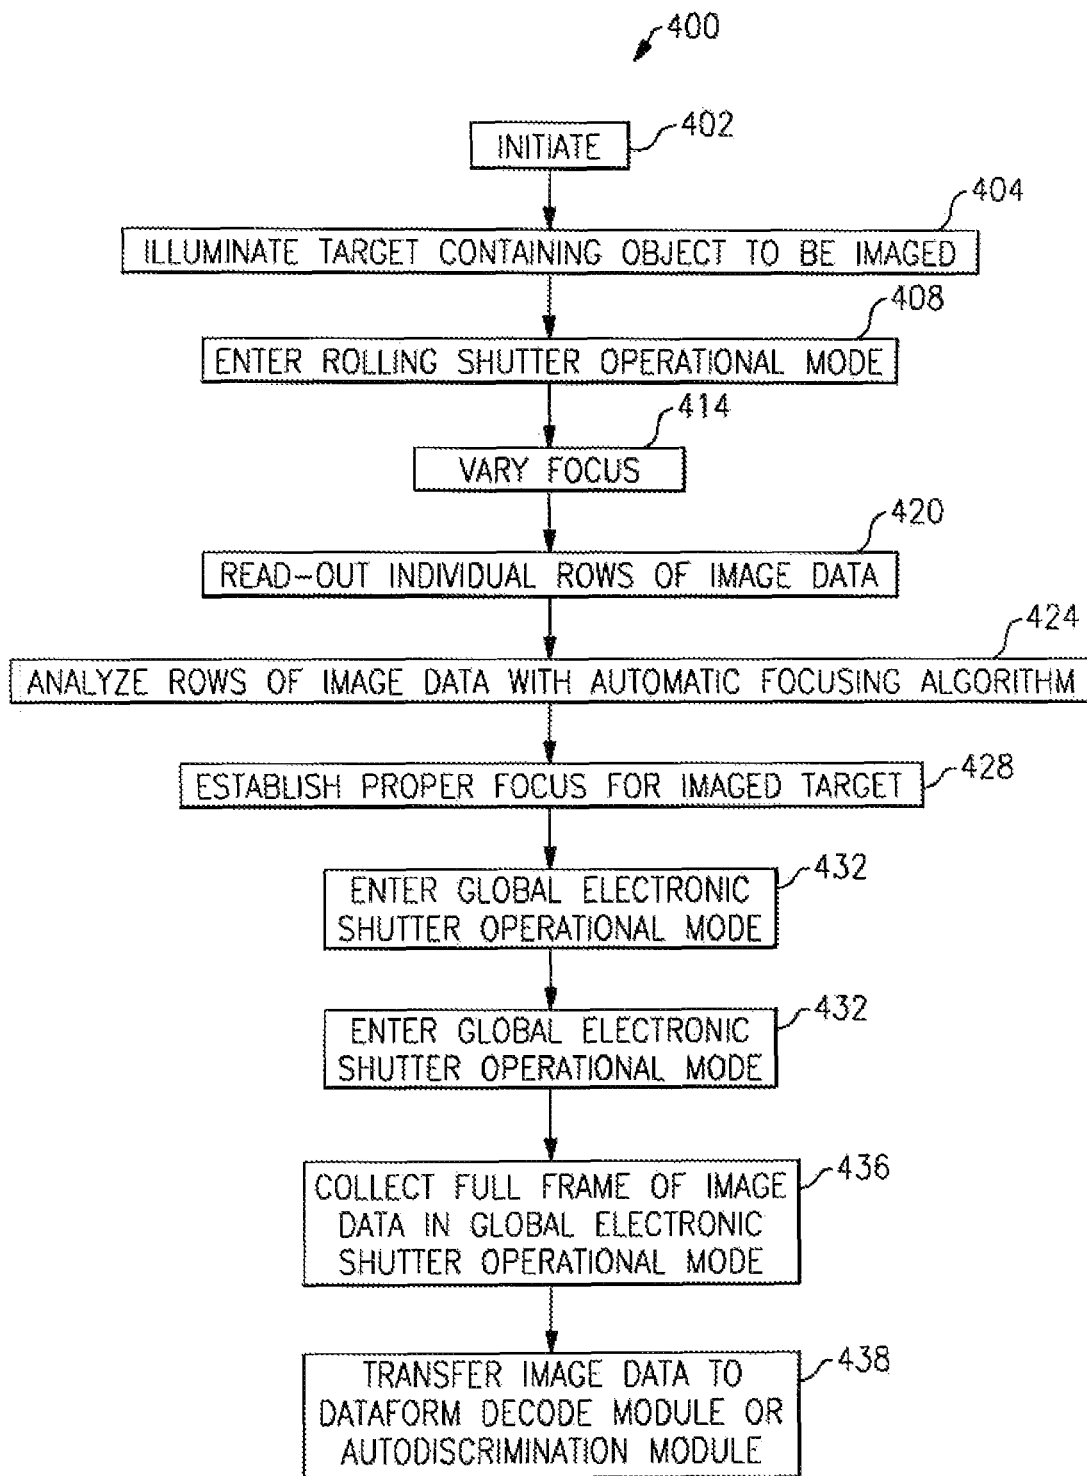 400
INITIATE
402
404
ILLUMINATE TARGET CONTAINING OBJECT TO BE IMAGED
408
ENTER ROLLING SHUTTER OPERATIONAL MODE
414
VARY FOCUS
420
READ-OUT INDIVIDUAL ROWS OF IMAGE DATA
424
ANALYZE ROWS OF IMAGE DATA WITH AUTOMATIC FOCUSING ALGORITHM
ESTABLISH PROPER FOCUS FOR IMAGED TARGET
428
ENTER GLOBAL ELECTRONIC
SHUTTER OPERATIONAL MODE
432
ENTER GLOBAL ELECTRONIC
SHUTTER OPERATIONAL MODE
432
COLLECT FULL FRAME OF IMAGE
DATA IN GLOBAL ELECTRONIC
SHUTTER OPERATIONAL MODE
436
TRANSFER IMAGE DATA TO
DATAFORM DECODE MODULE OR
AUTODISCRIMINATION MODULE
438